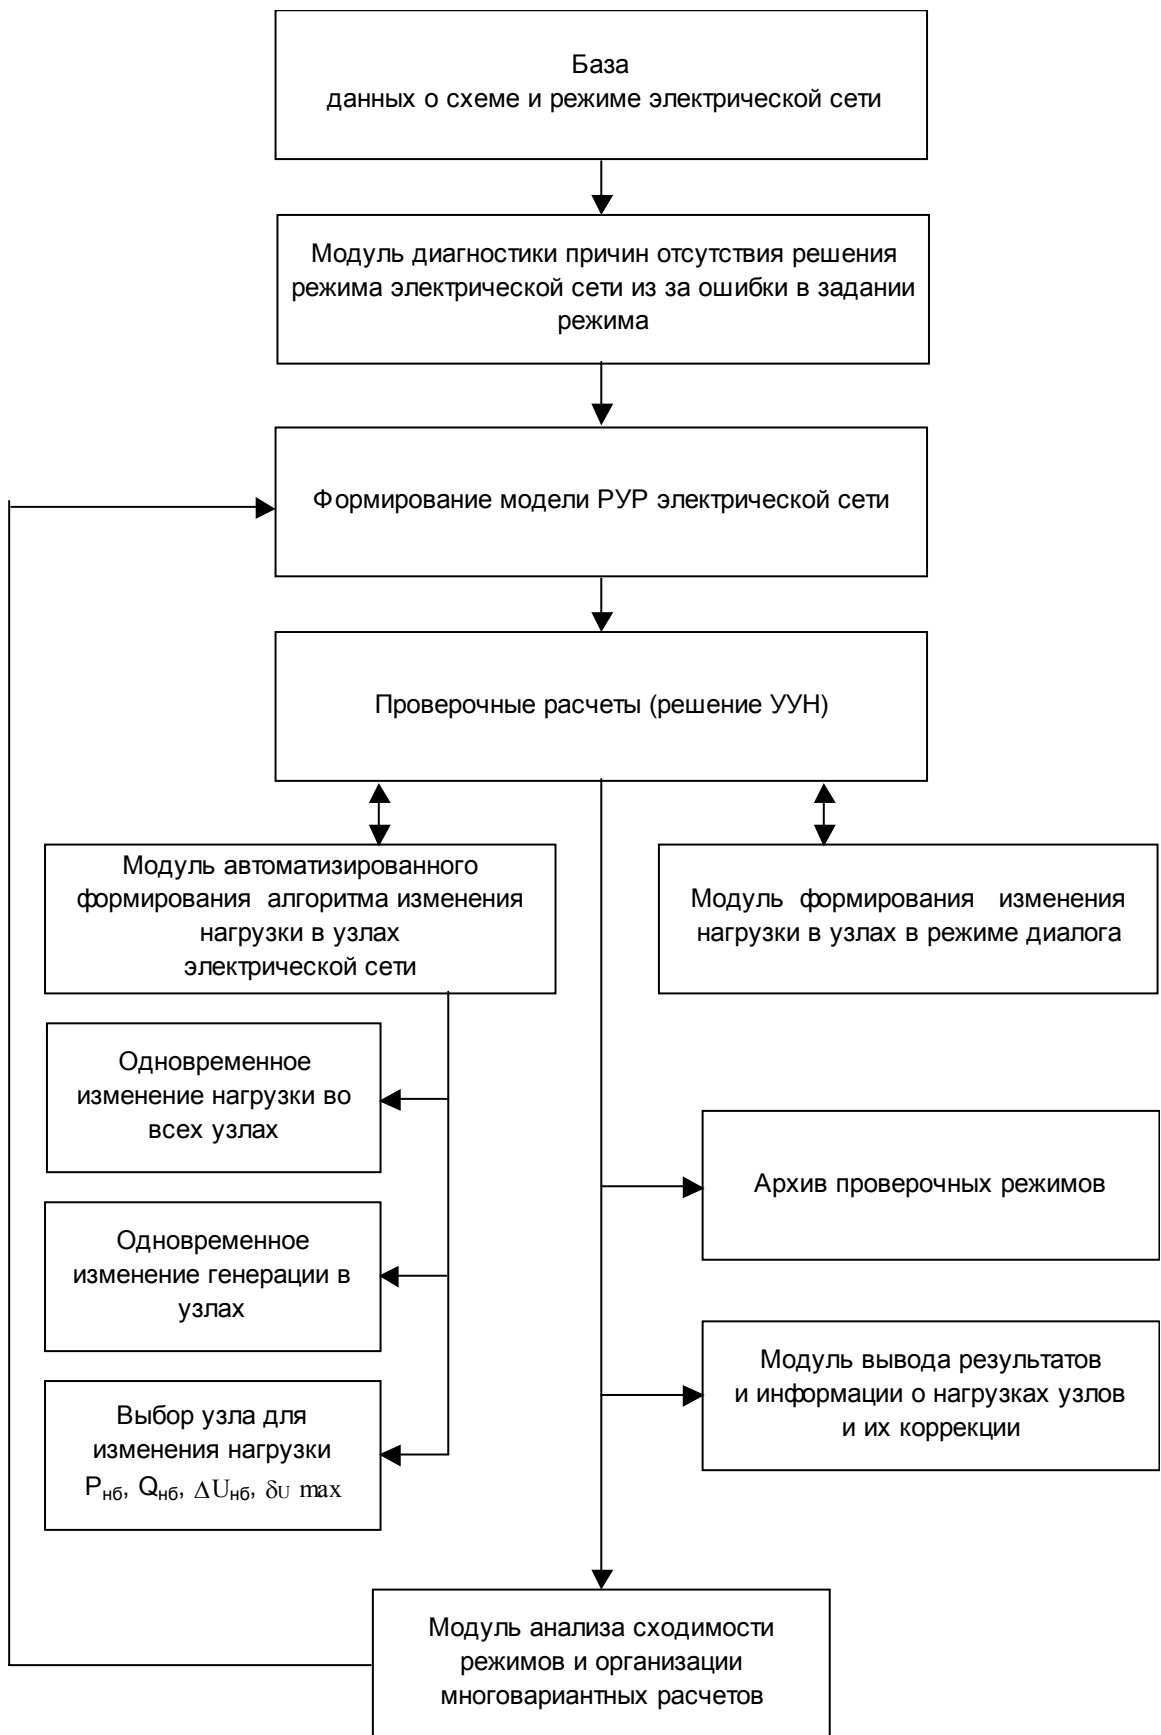 База
данных о схеме и режиме электрической сети
Модуль диагностики причин отсутствия решения
режима электрической сети из за ошибки в задании
режима
Формирование модели РУР электрической сети
Проверочные расчеты (решение УУН)
Модуль автоматизированного
формирования алгоритма изменения
нагрузки в узлах
электрической сети
Модуль формирования изменения
нагрузки в узлах в режиме диалога
Одновременное
изменение нагрузки во
всех узлах
Архив проверочных режимов
Одновременное
изменение генерации в
узлах
Модуль вывода результатов
и информации о нагрузках узлов
и их коррекции
Выбор узла для
изменения нагрузки
Pнб, Qнб, ΔUнб, δU max
Модуль анализа сходимости
режимов и организации
многовариантных расчетов